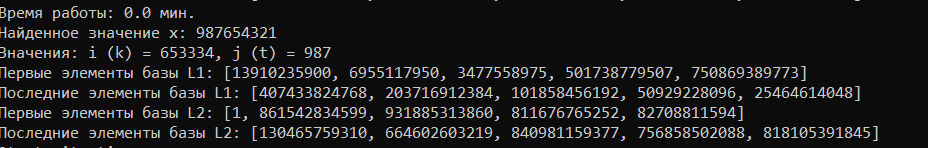 Время работы: 0.0 мин.
Найденное значение x: 987654321
Значения: i (k) = 653334, j (t) = 987
Первые элементы базы L1: [13910235900, 6955117950, 3477558975, 501738779507, 750869389773]
Последние элементы базы L1: [407433824768, 203716912384, 101858456192, 50929228096, 25464614048]
Первые элементы базы L2: [1, 861542834599, 931885313860, 811676765252, 82708811594]
Последние элементы базы L2: [130465759310, 664602603219, 840981159377, 756858502088, 818105391845]